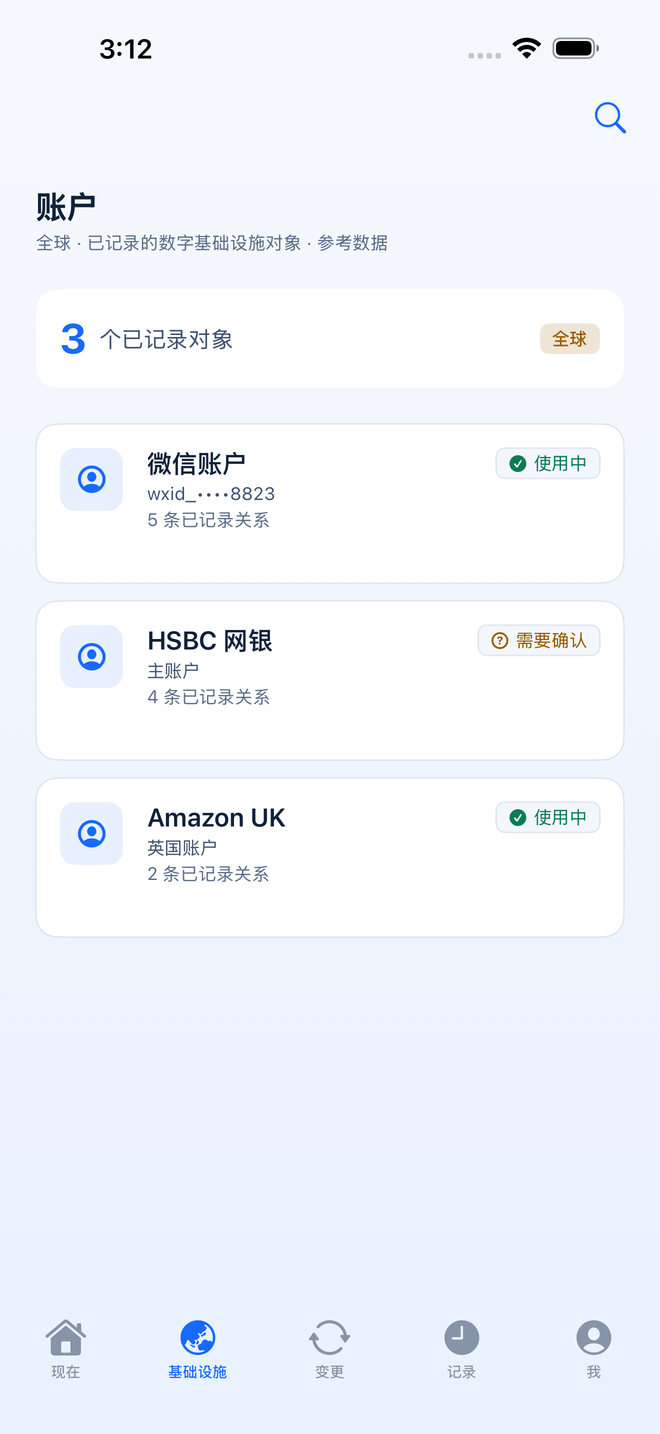 3:12
账户
全球 · 已记录的数字基础设施对象 · 参考数据
3 个已记录对象
全球
微信账户
使用中
wxid_••••8823
5 条已记录关系
HSBC 网银
需要确认
主账户
4 条已记录关系
Amazon UK
使用中
英国账户
2 条已记录关系
现在
基础设施
变更
记录
我